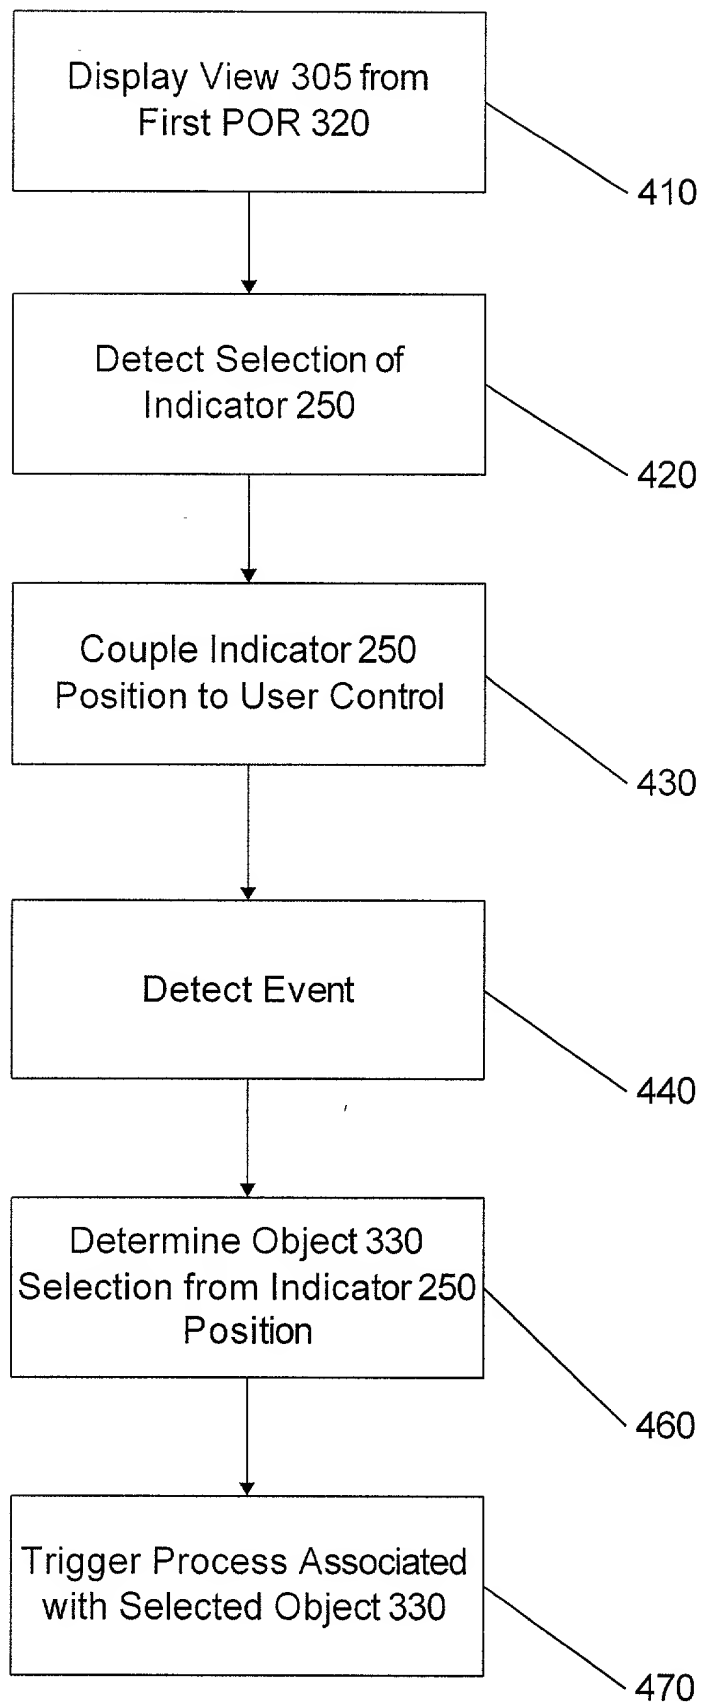 Display View 305 from
First POR 320
410
Detect Selection of
Indicator 250
420
Couple Indicator 250
Position to User Control
430
Detect Event
440
Determine Object 330
Selection from Indicator 250
Position
460
Trigger Process Associated
with Selected Object 330
470